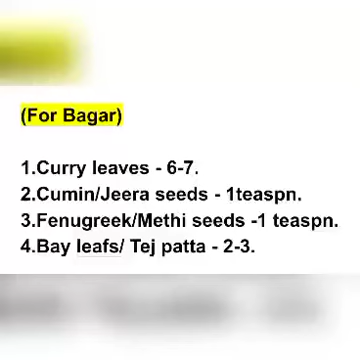 (For Bagar)
1.Curry leaves - 6-7.
2.Cumin/Jeera seeds - 1teaspn.
3.Fenugreek/Methi seeds -1 teaspn.
4.Bay leafs/ Tej patta - 2-3.